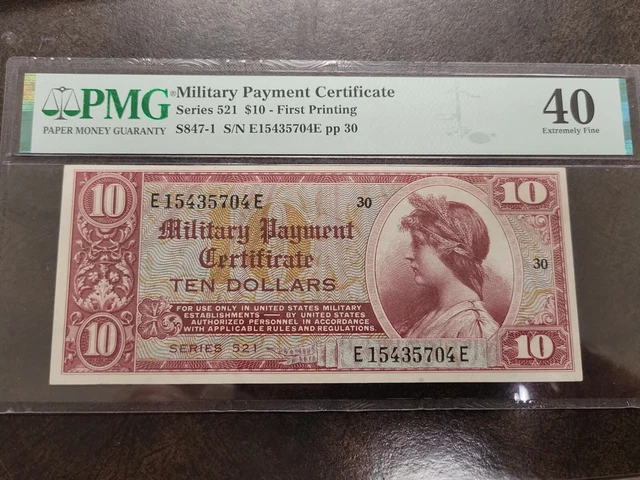 PMG®
PAPER MONEY GUARANTY
Military Payment Certificate
Series 521 $10 - First Printing
S847-1 S/N E15435704E pp 30
40
Extremely Fine
10
E15435704E
30
10
Military Payment
Certificate
TEN DOLLARS
30
FOR USE ONLY IN UNITED STATES MILITARY
ESTABLISHMENTS — BY UNITED STATES
AUTHORIZED PERSONNEL IN ACCORDANCE
WITH APPLICABLE RULES AND REGULATIONS.
10
SERIES 521
E15435704E
10